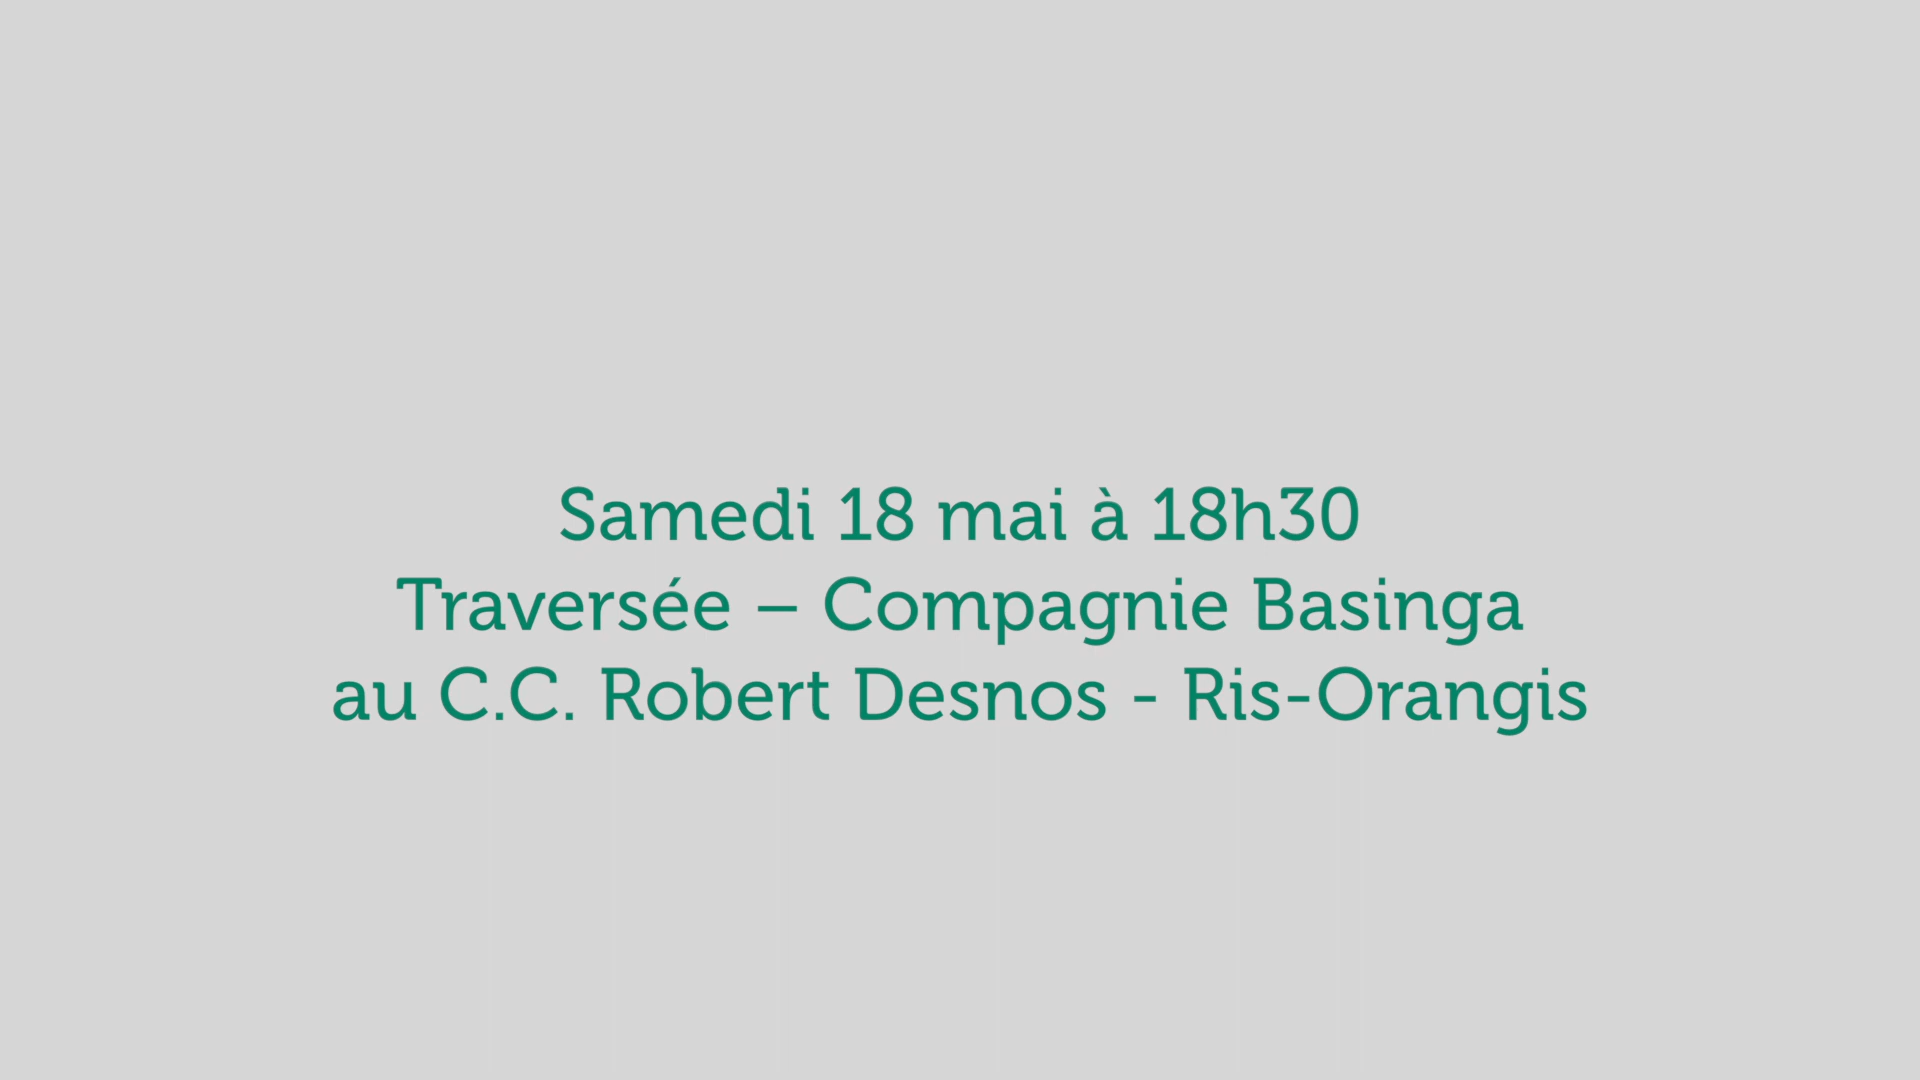 Samedi 18 mai à 18h30
Traversée – Compagnie Basinga
au C.C. Robert Desnos - Ris-Orangis